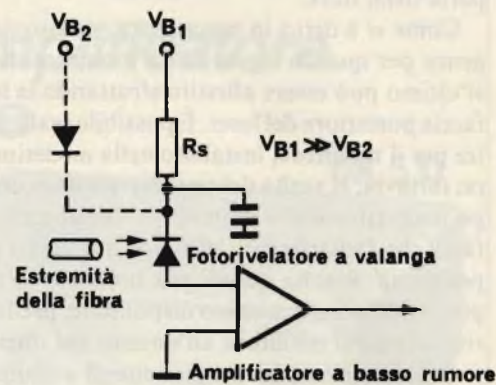 VB2
VB1
Rs
VB1 ≫ VB2
Fotorivelatore a valanga
Estremità
della fibra
Amplificatore a basso rumore